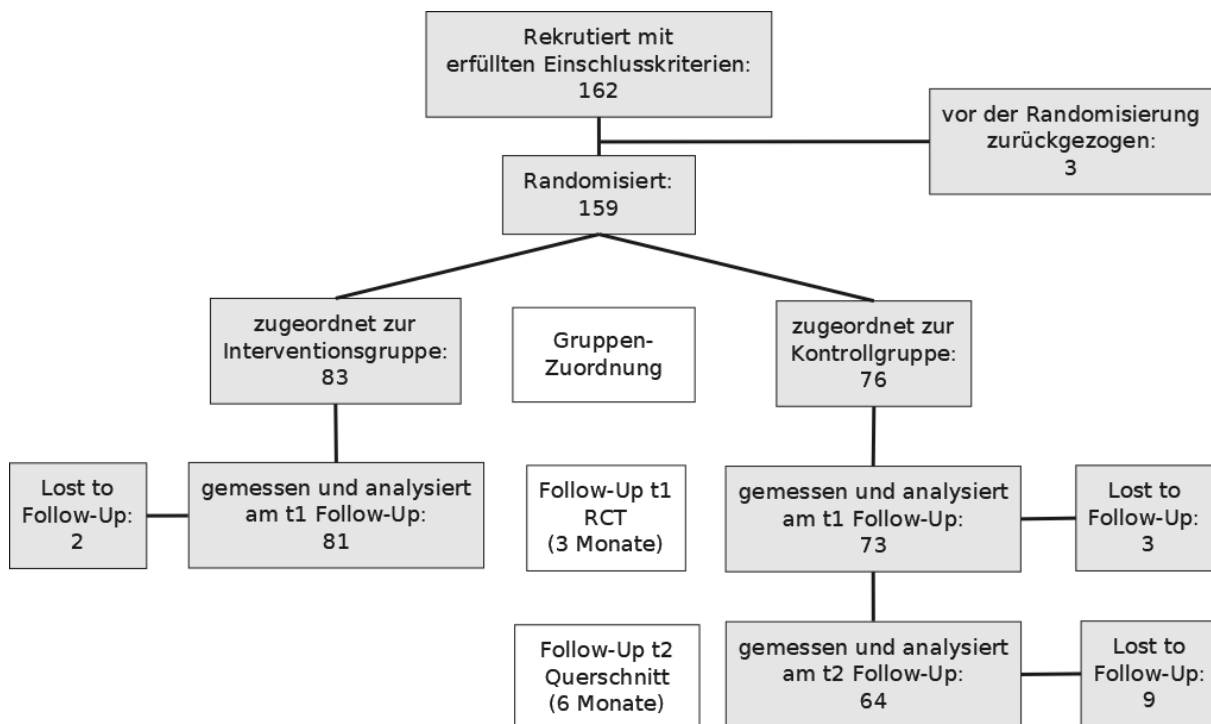 Rekrutiert mit
erfüllten Einschlusskriterien:
162
vor der Randomisierung
zurückgezogen:
3
Randomisiert:
159
zugeordnet zur
Interventionsgruppe:
83
Gruppen-
Zuordnung
zugeordnet zur
Kontrollgruppe:
76
Lost to
Follow-Up:
2
gemessen und analysiert
am t1 Follow-Up:
81
Follow-Up t1
RCT
(3 Monate)
gemessen und analysiert
am t1 Follow-Up:
73
Lost to
Follow-Up:
3
Follow-Up t2
Querschnitt
(6 Monate)
gemessen und analysiert
am t2 Follow-Up:
64
Lost to
Follow-Up:
9